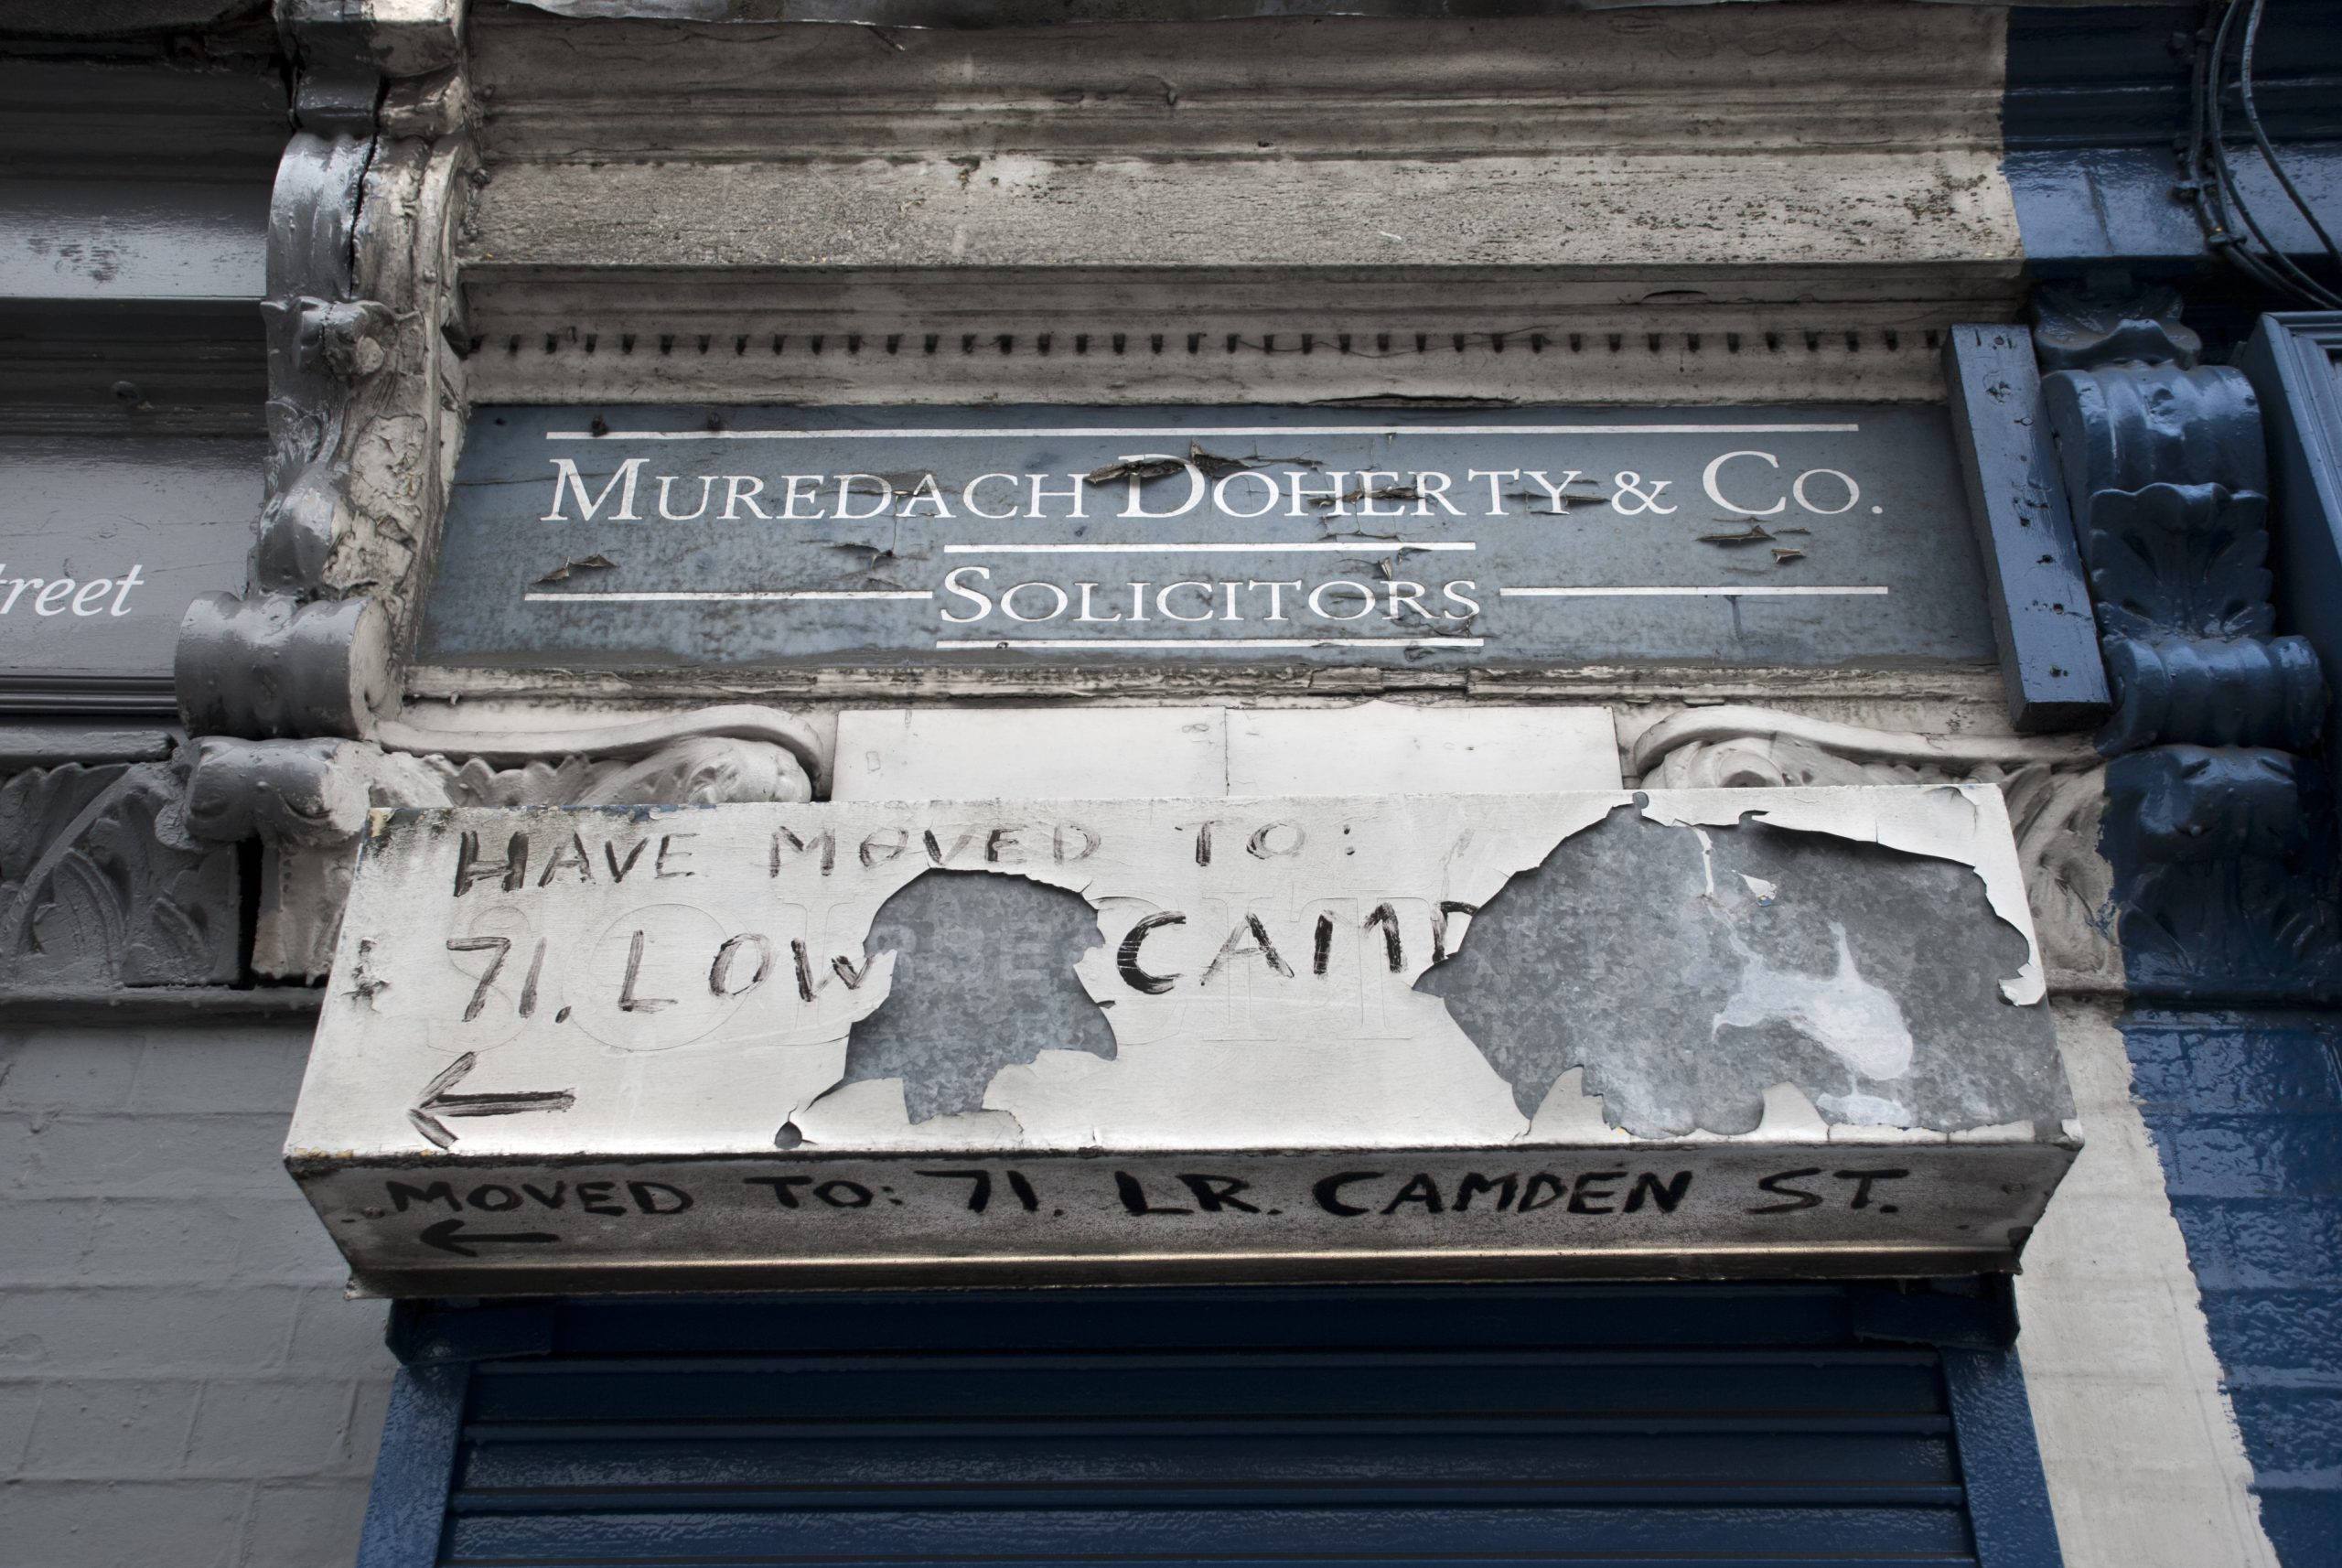 MUREDACH DOHERTY & CO.
SOLICITORS
treet
HAVE MOVED TO:
71. LOW CAMD
MOVED TO: 71. LR. CAMDEN ST.